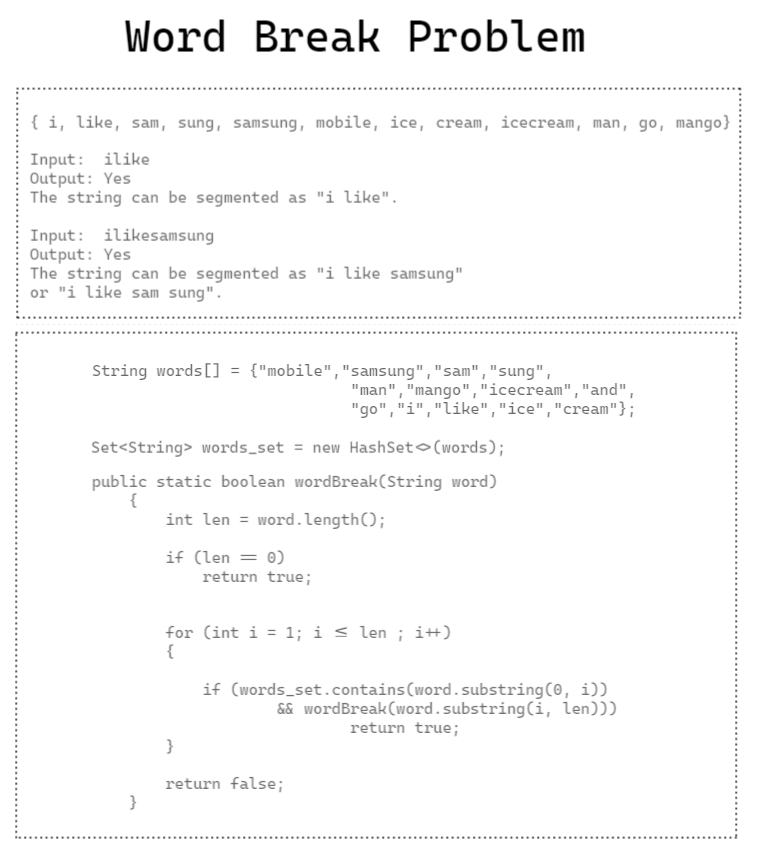 Word Break Problem
{ i, like, sam, sung, samsung, mobile, ice, cream, icecream, man, go, mango}
Input:  ilike
Output: Yes
The string can be segmented as "i like".
Input:  ilikesamsung
Output: Yes
The string can be segmented as "i like samsung"
or "i like sam sung".
String words[] = {"mobile","samsung","sam","sung",
"man","mango","icecream","and",
"go","i","like","ice","cream"};
Set<String> words_set = new HashSet<>(words);
public static boolean wordBreak(String word)
{
int len = word.length();
if (len == 0)
return true;
for (int i = 1; i ≤ len ; i++)
{
if (words_set.contains(word.substring(0, i))
&& wordBreak(word.substring(i, len)))
return true;
}
return false;
}